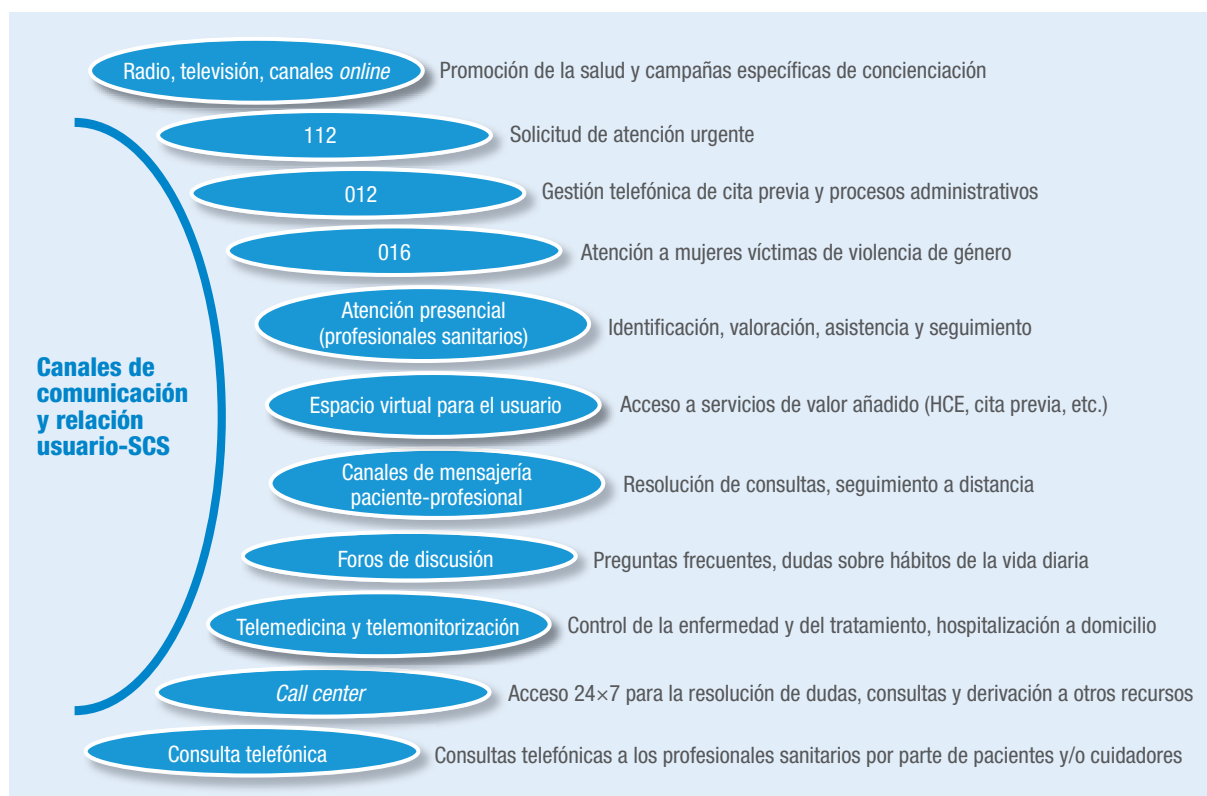 Radio, televisión, canales online
Promoción de la salud y campañas específicas de concienciación
112
Solicitud de atención urgente
012
Gestión telefónica de cita previa y procesos administrativos
016
Atención a mujeres víctimas de violencia de género
Atención presencial
(profesionales sanitarios)
Identificación, valoración, asistencia y seguimiento
Canales de
comunicación
y relación
usuario-SCS
Espacio virtual para el usuario
Acceso a servicios de valor añadido (HCE, cita previa, etc.)
Canales de mensajería
paciente-profesional
Resolución de consultas, seguimiento a distancia
Foros de discusión
Preguntas frecuentes, dudas sobre hábitos de la vida diaria
Telemedicina y telemonitorización
Control de la enfermedad y del tratamiento, hospitalización a domicilio
Call center
Acceso 24×7 para la resolución de dudas, consultas y derivación a otros recursos
Consulta telefónica
Consultas telefónicas a los profesionales sanitarios por parte de pacientes y/o cuidadores